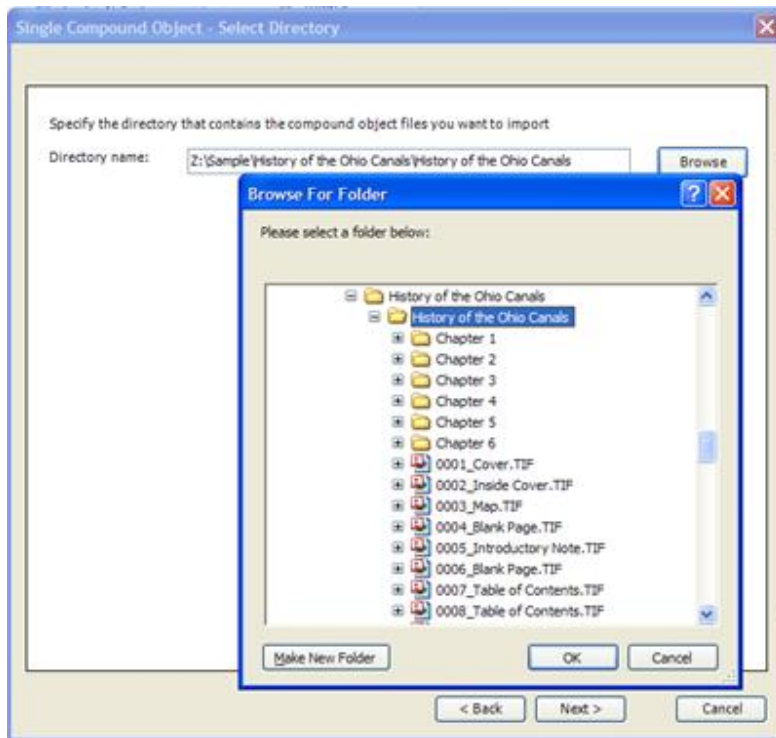 Single Compound Object - Select Directory
Specify the directory that contains the compound object files you want to import
Directory name:
Z:\Sample\History of the Ohio Canals\History of the Ohio Canals
Browse
Browse For Folder
Please select a folder below:
History of the Ohio Canals
History of the Ohio Canals
Chapter 1
Chapter 2
Chapter 3
Chapter 4
Chapter 5
Chapter 6
0001_Cover.TIF
0002_Inside Cover.TIF
0003_Map.TIF
0004_Blank Page.TIF
0005_Introductory Note.TIF
0006_Blank Page.TIF
0007_Table of Contents.TIF
0008_Table of Contents.TIF
Make New Folder
OK
Cancel
< Back
Next >
Cancel